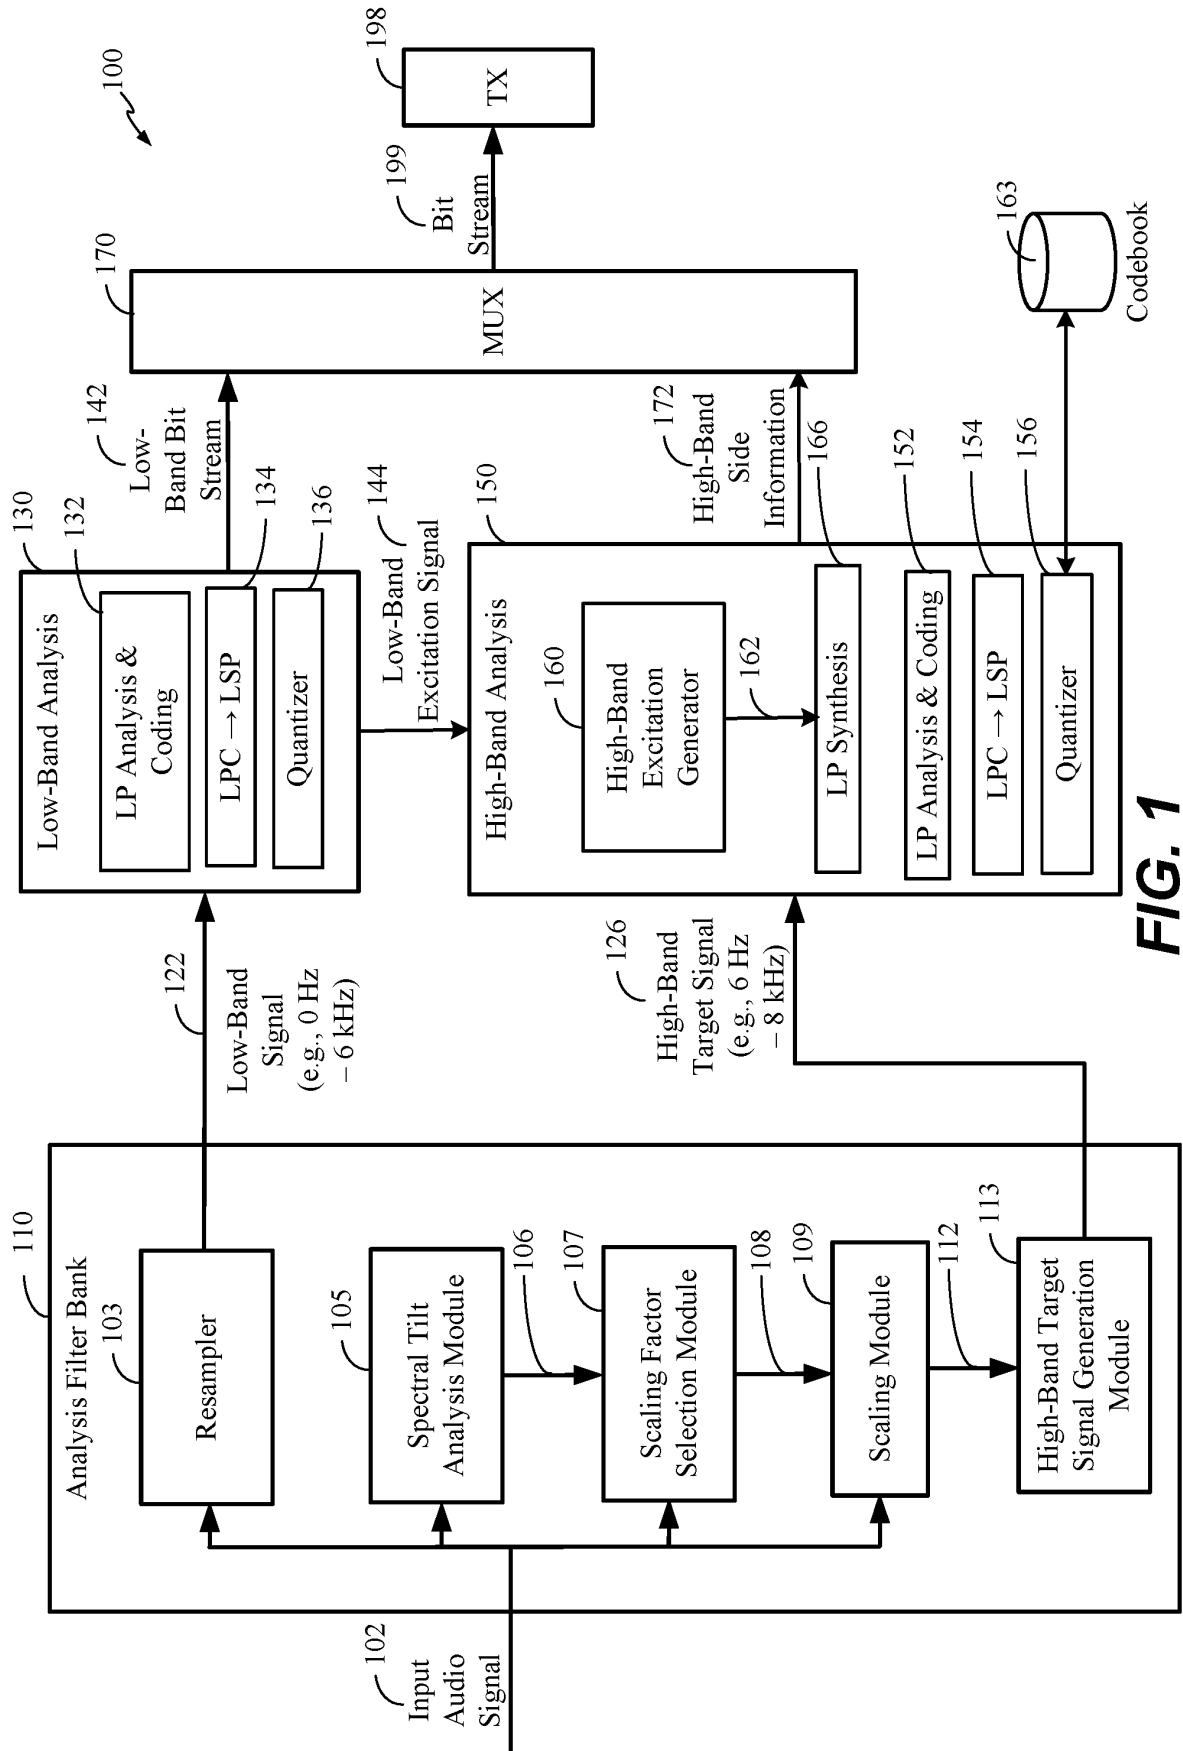 100
102
Input
Audio
Signal
110
Analysis Filter Bank
103
Resampler
105
Spectral Tilt
Analysis Module
106
107
Scaling Factor
Selection Module
108
109
Scaling Module
112
113
High-Band Target
Signal Generation
Module
122
Low-Band
Signal
(e.g., 0 Hz
– 6 kHz)
126
High-Band
Target Signal
(e.g., 6 Hz
– 8 kHz)
130
Low-Band Analysis
132
LP Analysis &
Coding
134
LPC → LSP
136
Quantizer
144
Low-Band
Excitation Signal
150
High-Band Analysis
160
High-Band
Excitation
Generator
162
166
LP Synthesis
152
LP Analysis & Coding
154
LPC → LSP
156
Quantizer
142
Low-
Band Bit
Stream
172
High-Band Side
Information
170
MUX
199
Bit
Stream
198
TX
163
Codebook
FIG. 1